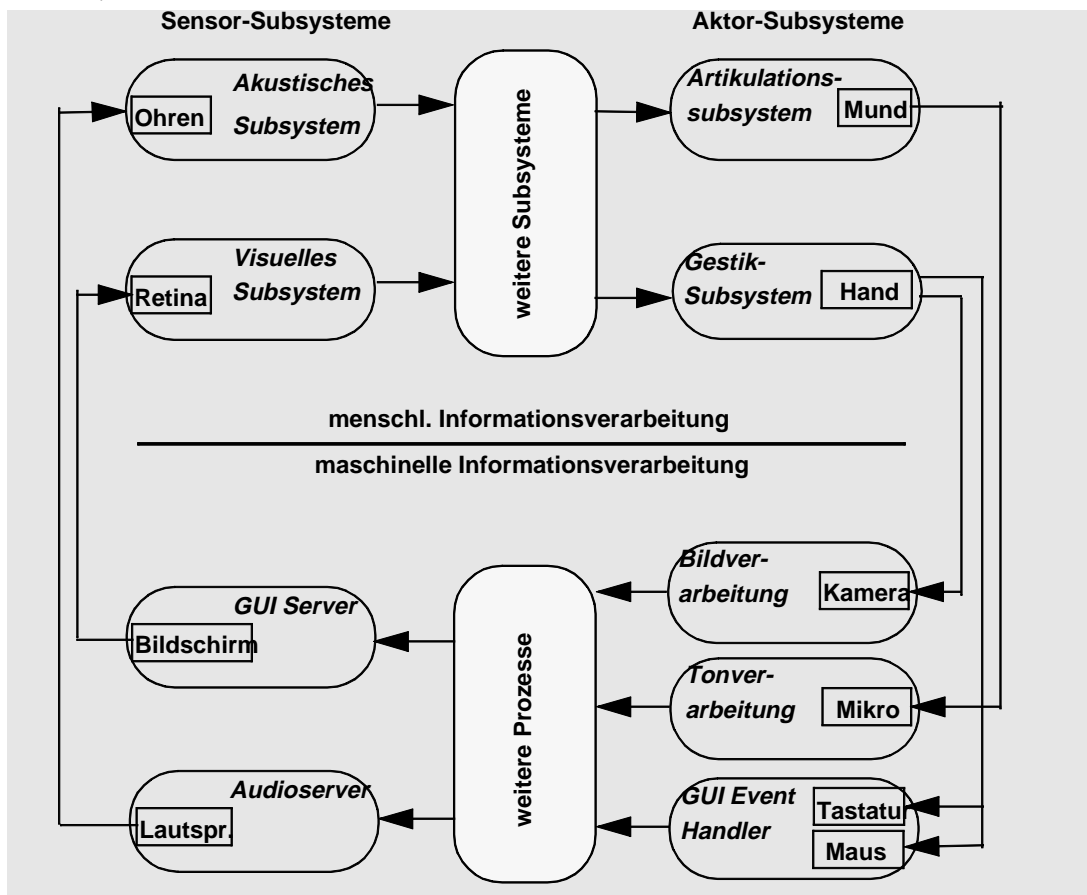 Sensor-Subsysteme
Aktor-Subsysteme
Akustisches
Subsystem
Ohren
weitere Subsysteme
Artikulations-
subsystem
Mund
Visuelles
Subsystem
Retina
Gestik-
Subsystem
Hand
menschl. Informationsverarbeitung
maschinelle Informationsverarbeitung
GUI Server
Bildschirm
weitere Prozesse
Bildver-
arbeitung
Kamera
Tonver-
arbeitung
Mikro
Audioserver
Lautspr.
GUI Event
Handler
Tastatur
Maus